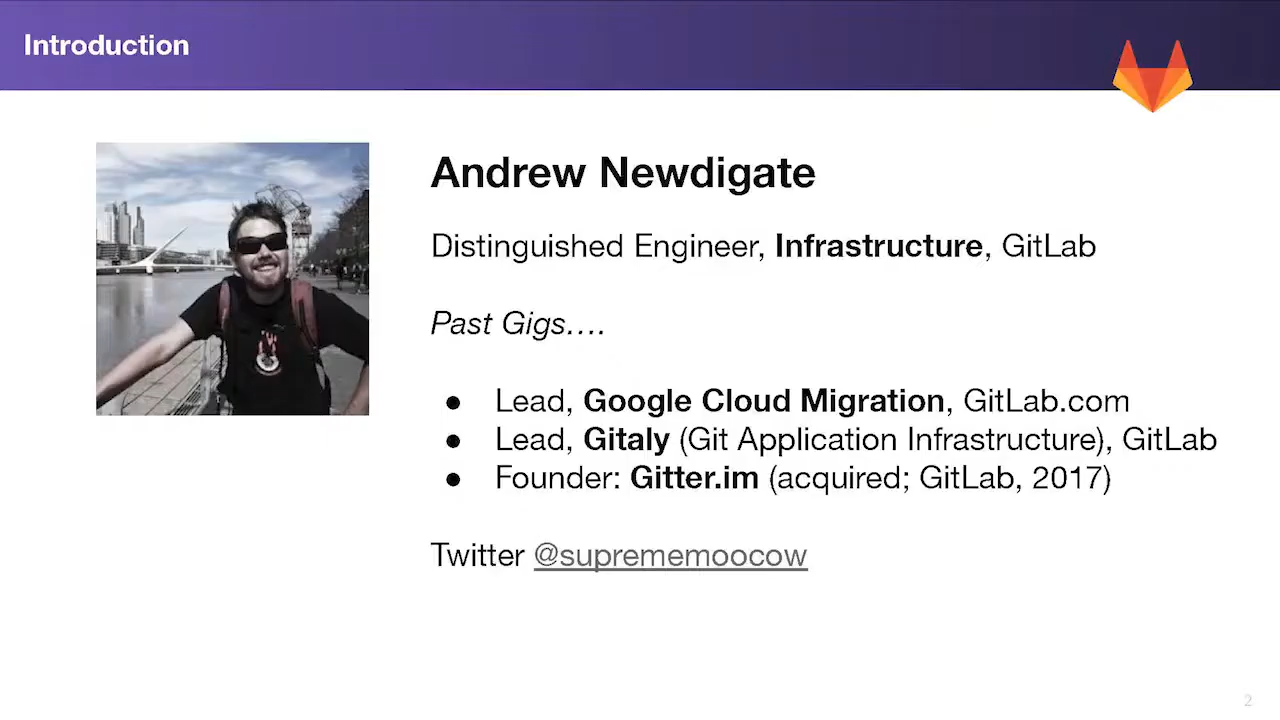 Introduction
Andrew Newdigate
Distinguished Engineer, Infrastructure, GitLab
Past Gigs….
● Lead, Google Cloud Migration, GitLab.com
● Lead, Gitaly (Git Application Infrastructure), GitLab
● Founder: Gitter.im (acquired; GitLab, 2017)
Twitter @suprememoocow
2